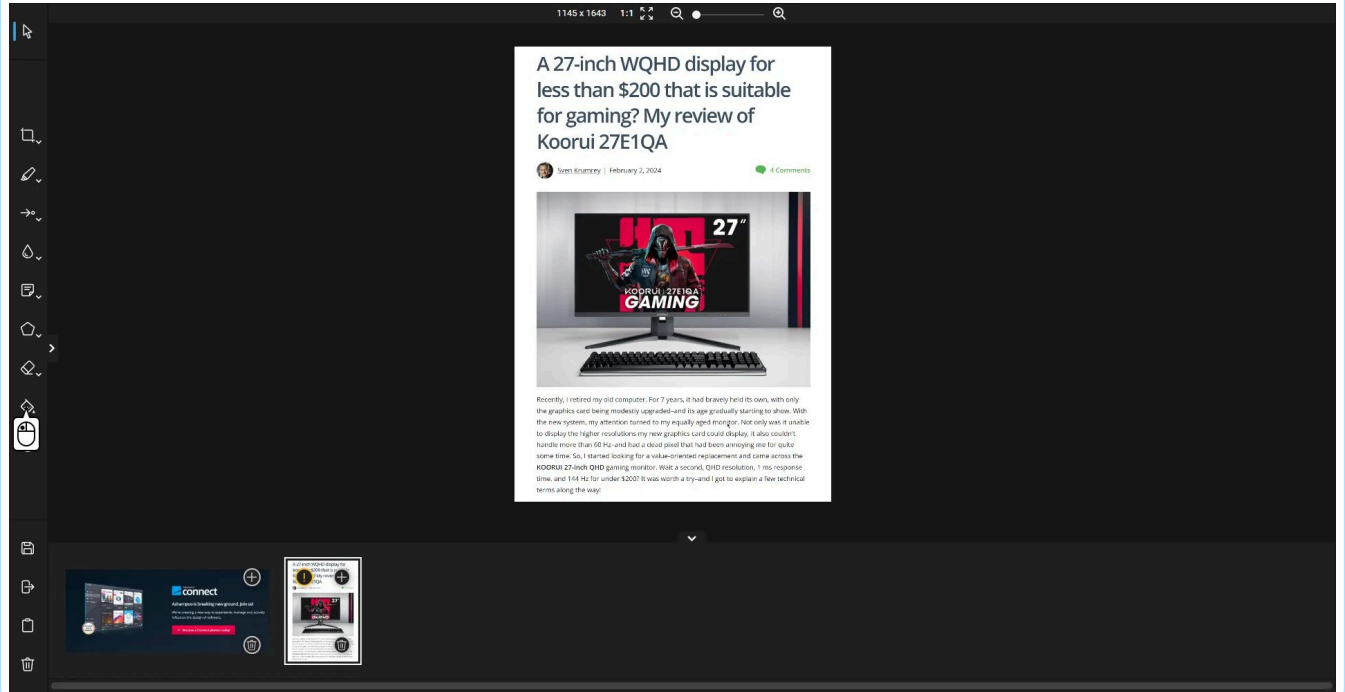 1145 x 1643 1:1
A 27-inch WQHD display for
less than $200 that is suitable
for gaming? My review of
Koorui 27E1QA
Sven Krumrey | February 2, 2024 4 Comments
27"
KOORUI 27E1QA
GAMING
Recently, I retired my old computer. For 7 years, it had bravely held its own, with only
the graphics card being modestly upgraded–and its age gradually starting to show. With
the new system, my attention turned to my equally aged monitor. Not only was it unable
to display the higher resolutions my new graphics card could display, it also couldn't
handle more than 60 Hz–and had a dead pixel that had been annoying me for quite
some time. So, I started looking for a value-oriented replacement and came across the
KOORUI 27-inch QHD gaming monitor. Wait a second, QHD resolution, 1 ms response
time, and 144 Hz for under $200? It was worth a try–and I got to explain a few technical
terms along the way!
connect
Ashampoo is breaking new ground, join us!